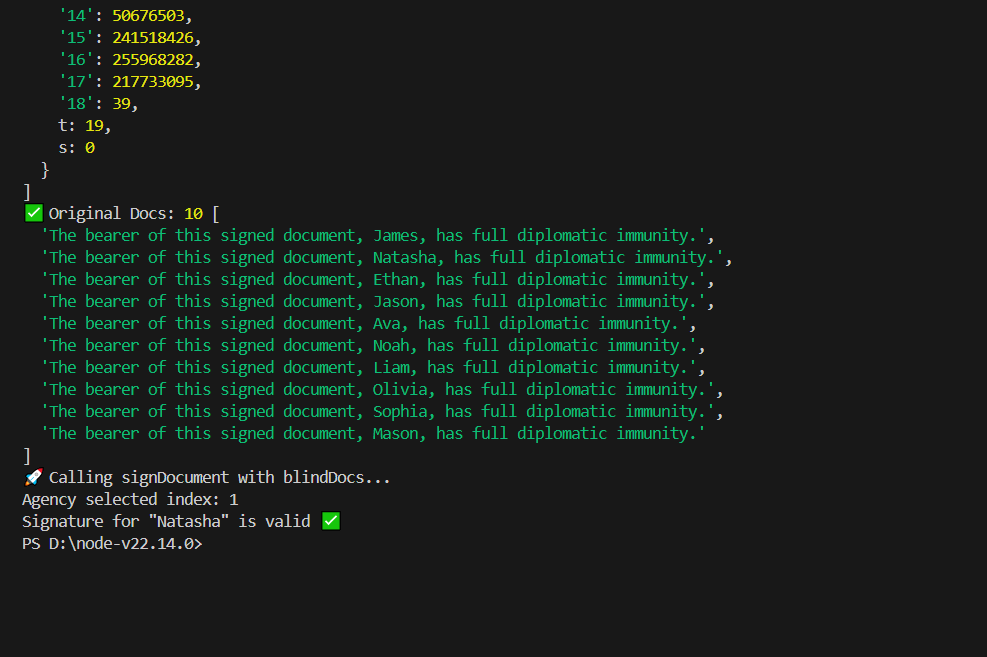 '14': 50676503,
'15': 241518426,
'16': 255968282,
'17': 217733095,
'18': 39,
t: 19,
s: 0
}
]
✅ Original Docs: 10 [
'The bearer of this signed document, James, has full diplomatic immunity.',
'The bearer of this signed document, Natasha, has full diplomatic immunity.',
'The bearer of this signed document, Ethan, has full diplomatic immunity.',
'The bearer of this signed document, Jason, has full diplomatic immunity.',
'The bearer of this signed document, Ava, has full diplomatic immunity.',
'The bearer of this signed document, Noah, has full diplomatic immunity.',
'The bearer of this signed document, Liam, has full diplomatic immunity.',
'The bearer of this signed document, Olivia, has full diplomatic immunity.',
'The bearer of this signed document, Sophia, has full diplomatic immunity.',
'The bearer of this signed document, Mason, has full diplomatic immunity.'
]
🚀 Calling signDocument with blindDocs...
Agency selected index: 1
Signature for "Natasha" is valid ✅
PS D:\node-v22.14.0>